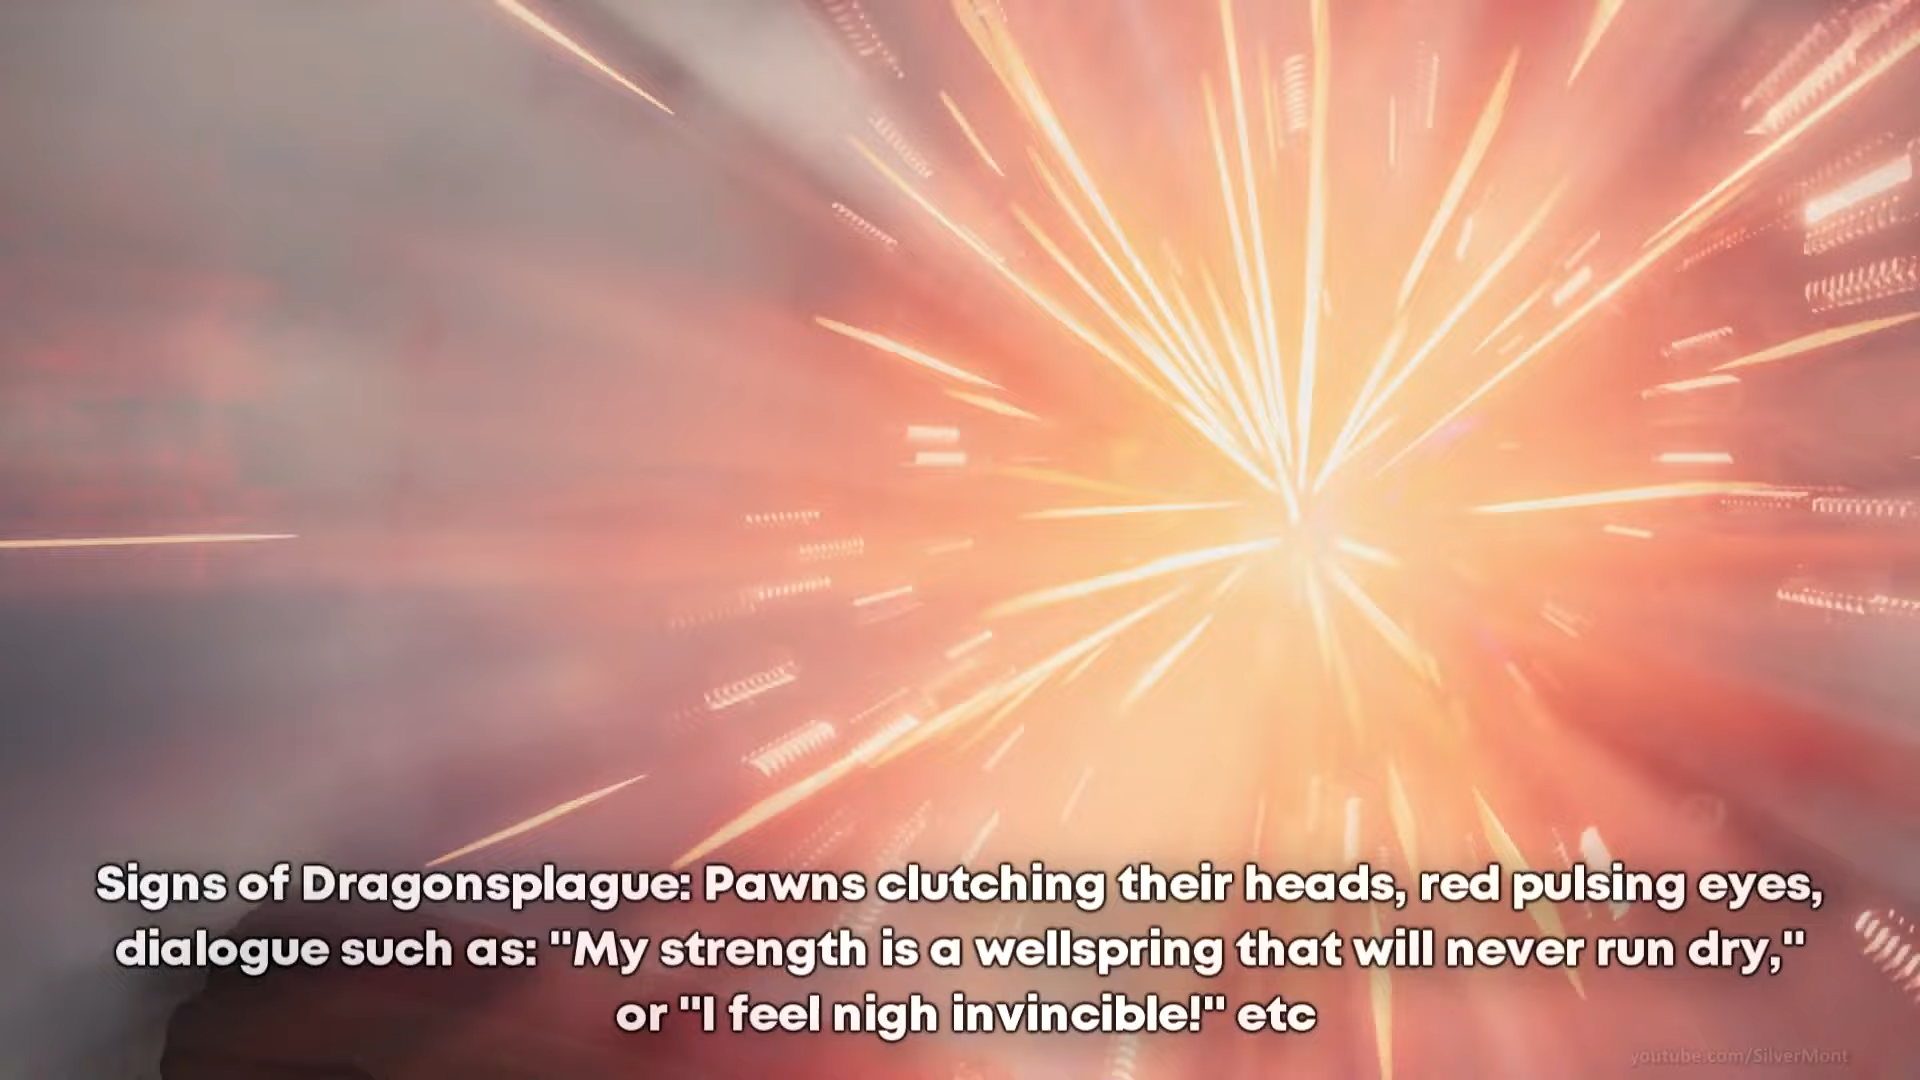 Signs of Dragonsplague: Pawns clutching their heads, red pulsing eyes,
dialogue such as: "My strength is a wellspring that will never run dry,"
or "I feel nigh invincible!" etc
youtube.com/SilverMont